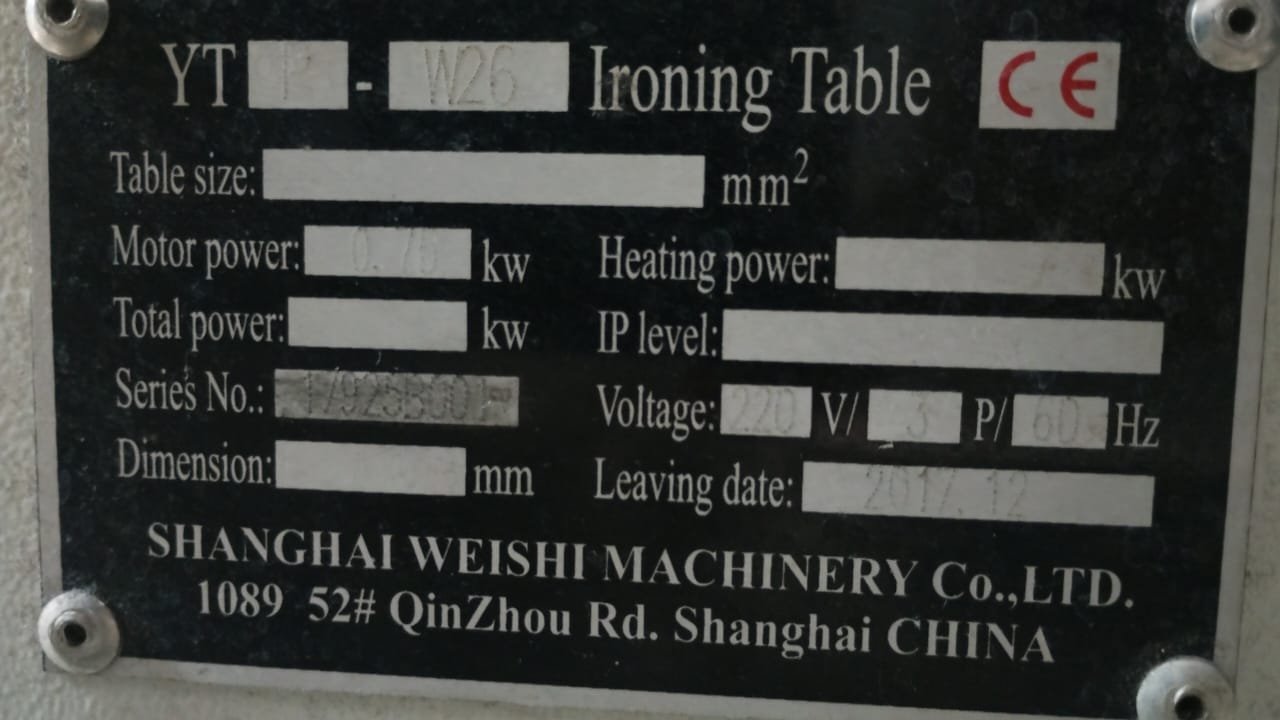 YT P - W26 Ironing Table CE
Table size: mm²
Motor power: kw Heating power: kw
Total power: kw IP level:
Series No.:
Dimension: mm
Voltage: 220 V/ 3 P/ 60 Hz
Leaving date: 2017.12
SHANGHAI WEISHI MACHINERY Co.,LTD.
1089 52# QinZhou Rd. Shanghai CHINA